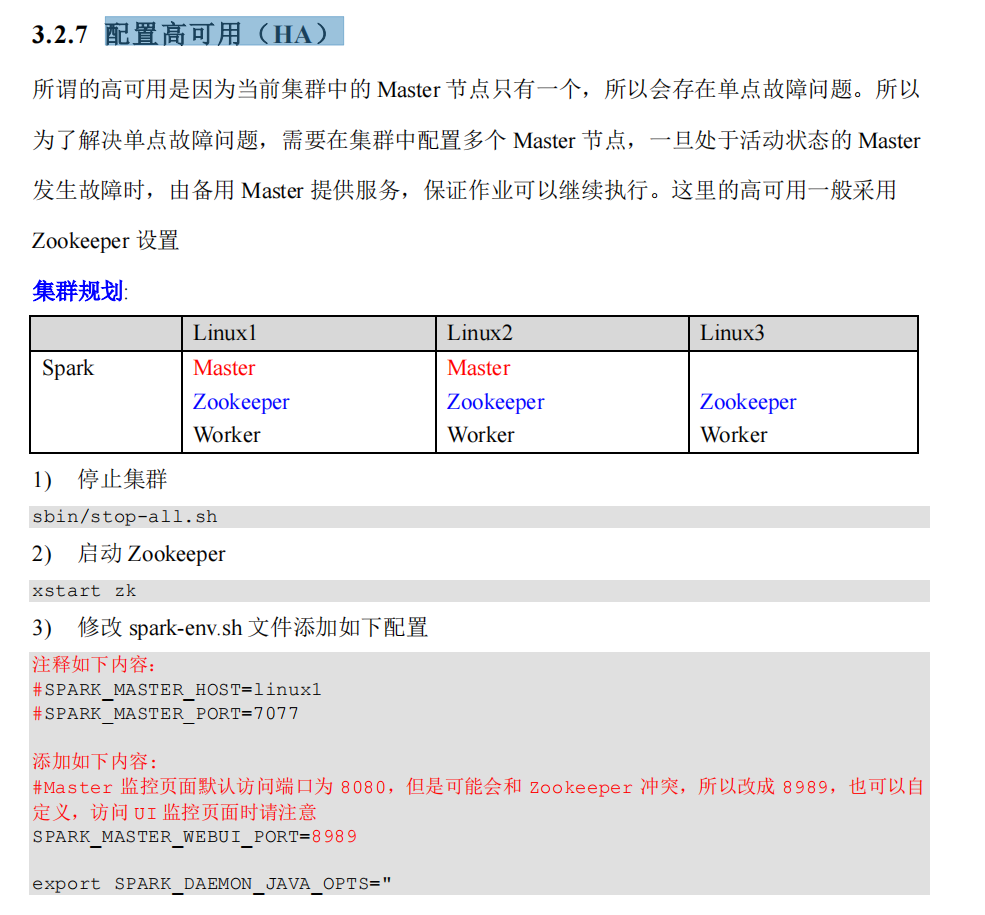 3.2.7 配置高可用（HA）
所谓的高可用是因为当前集群中的 Master 节点只有一个，所以会存在单点故障问题。所以
为了解决单点故障问题，需要在集群中配置多个 Master 节点，一旦处于活动状态的 Master
发生故障时，由备用 Master 提供服务，保证作业可以继续执行。这里的高可用一般采用
Zookeeper 设置
集群规划:
Linux1 Linux2 Linux3
Spark Master Master
Zookeeper Zookeeper Zookeeper
Worker Worker Worker
1) 停止集群
sbin/stop-all.sh
2) 启动 Zookeeper
xstart zk
3) 修改 spark-env.sh 文件添加如下配置
注释如下内容：
#SPARK_MASTER_HOST=linux1
#SPARK_MASTER_PORT=7077
添加如下内容:
#Master 监控页面默认访问端口为 8080，但是可能会和 Zookeeper 冲突，所以改成 8989，也可以自
定义，访问 UI 监控页面时请注意
SPARK_MASTER_WEBUI_PORT=8989
export SPARK_DAEMON_JAVA_OPTS="